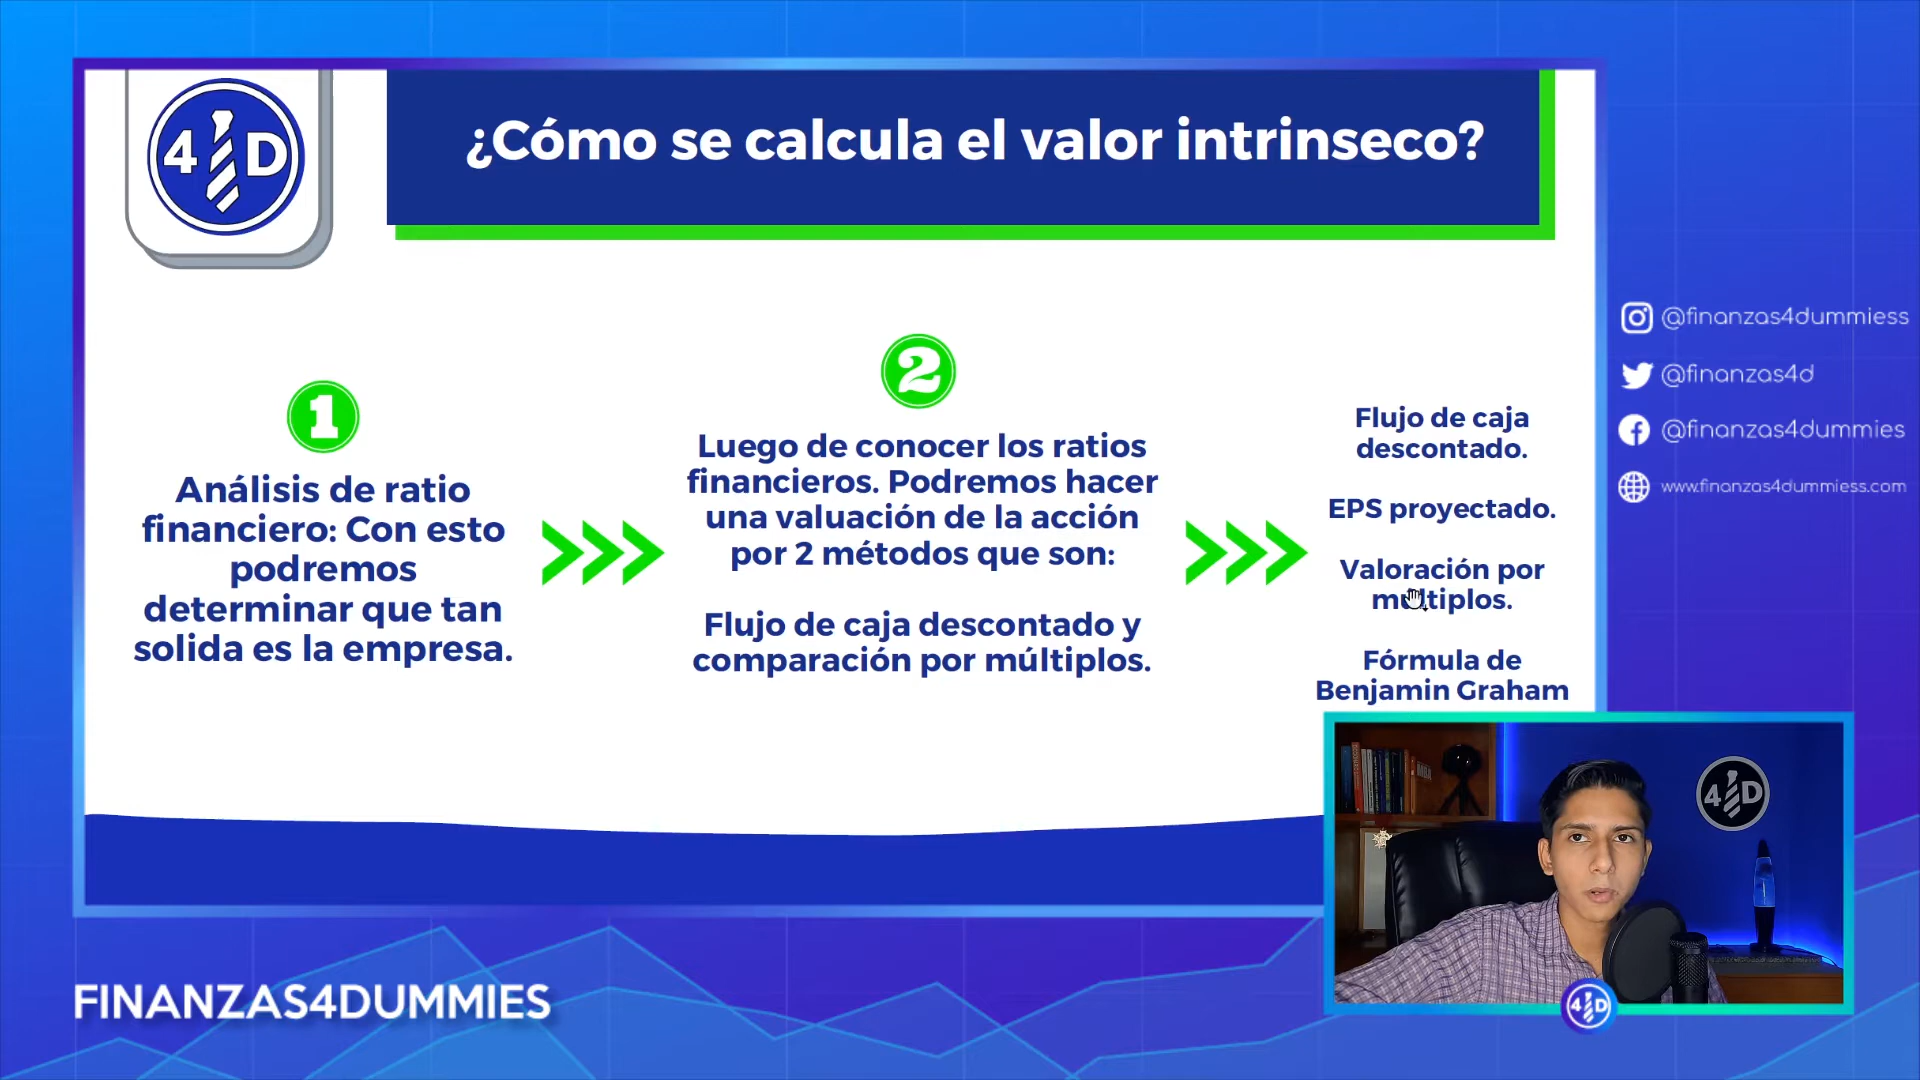 4 D
¿Cómo se calcula el valor intrinseco?
1
Análisis de ratio
financiero: Con esto
podremos
determinar que tan
solida es la empresa.
2
Luego de conocer los ratios
financieros. Podremos hacer
una valuación de la acción
por 2 métodos que son:
Flujo de caja descontado y
comparación por múltiplos.
Flujo de caja
descontado.
EPS proyectado.
Valoración por
múltiplos.
Fórmula de
Benjamin Graham
@finanzas4dummiess
@finanzas4d
@finanzas4dummies
www.finanzas4dummiess.com
4 D
4 D
FINANZAS4DUMMIES